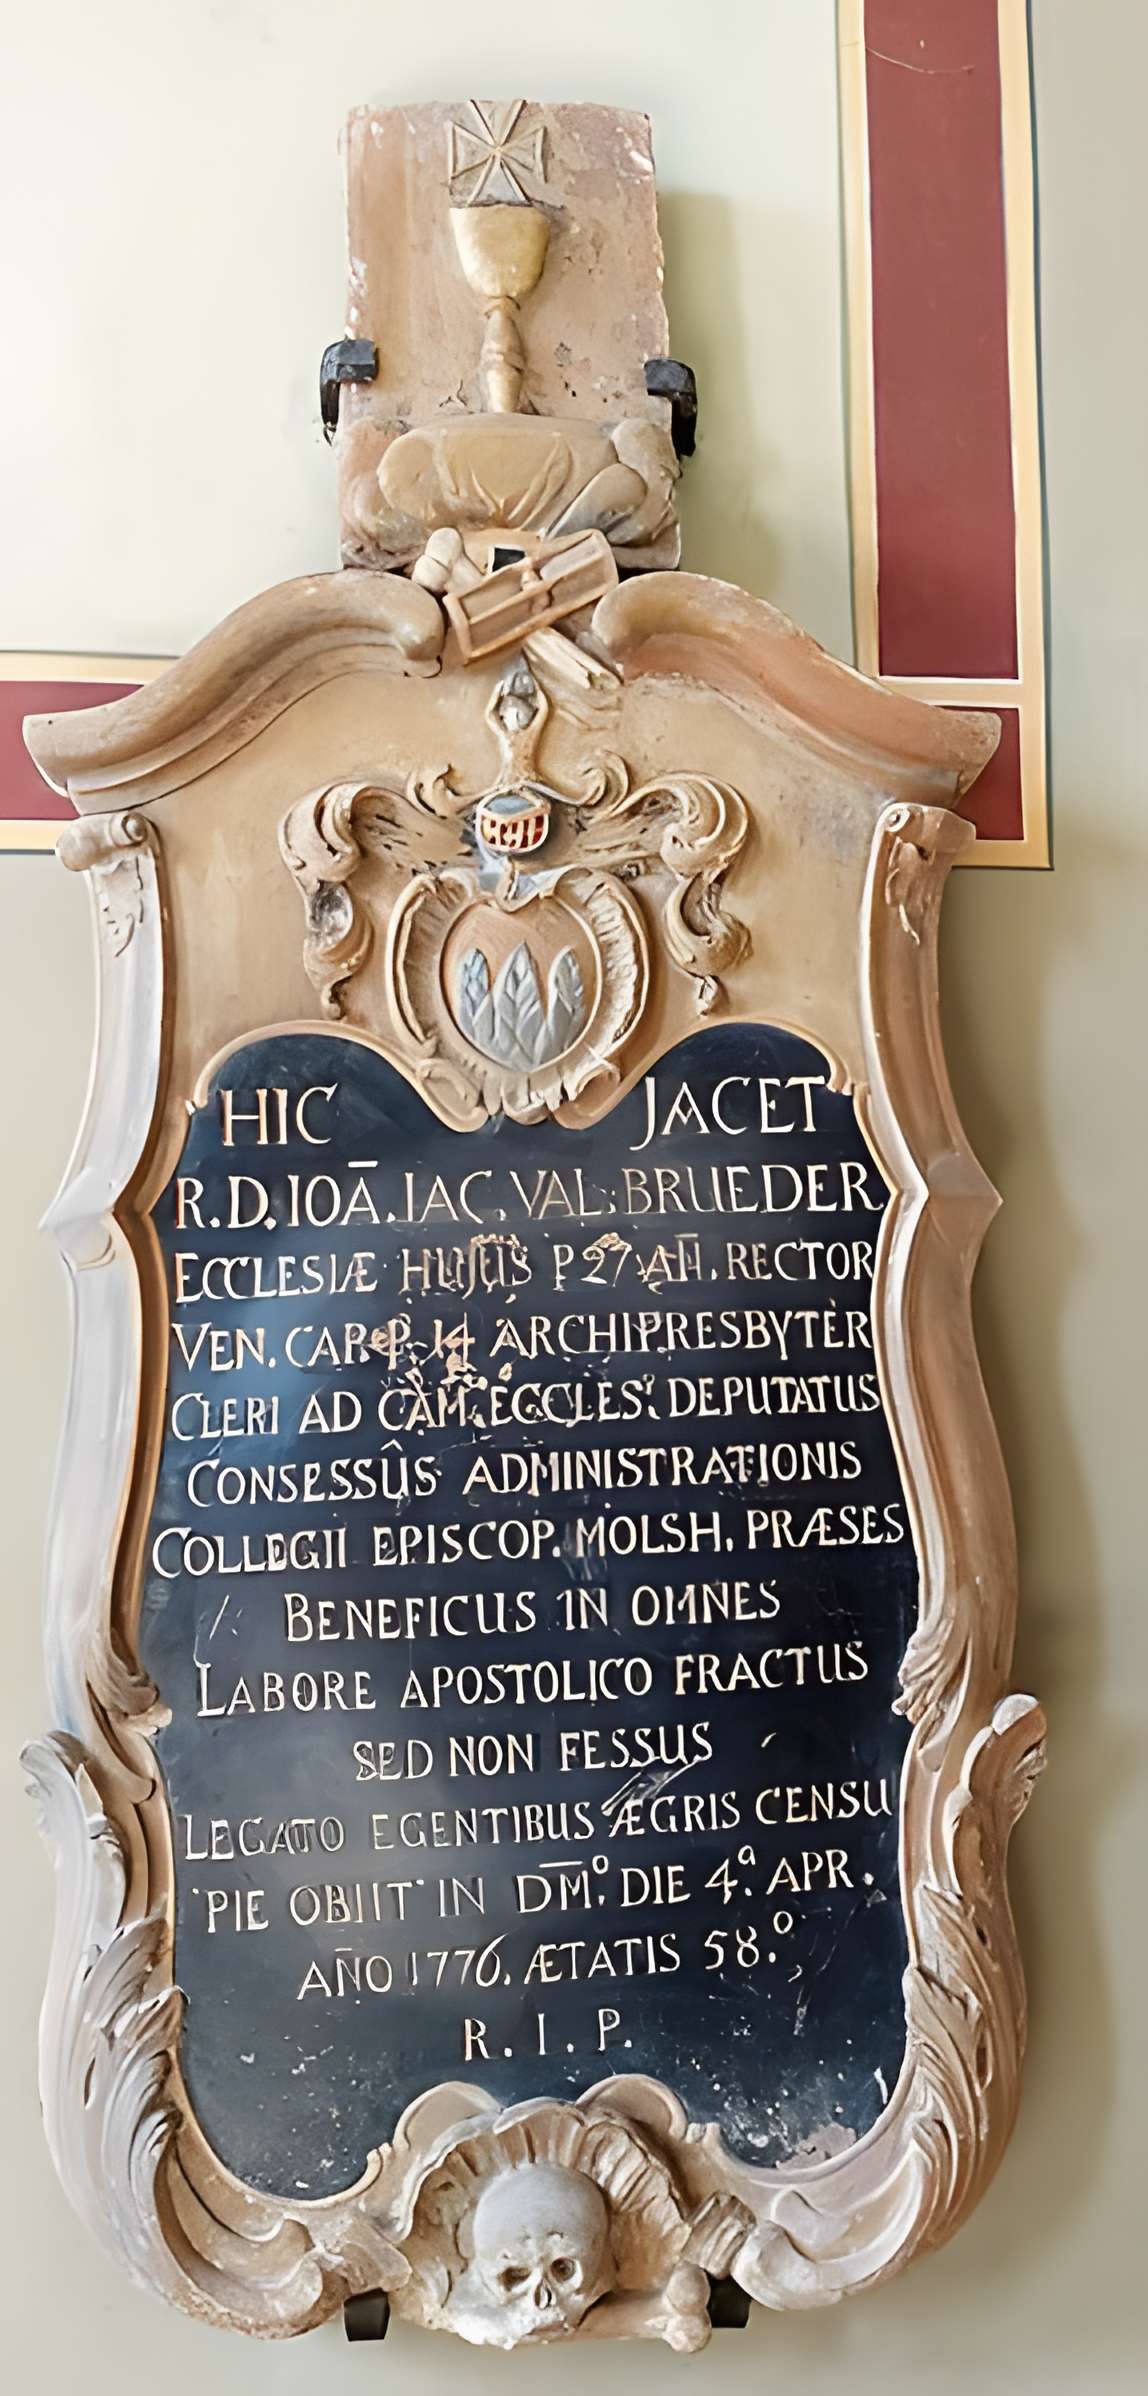 HIC JACET
R.D. IOĀ. IAC. VAL. BRUEDER
ECCLESIÆ HUJUS P 27 AN̄. RECTOR
VEN. CAP. P. 14 ARCHIPRESBYTER
CLERI AD CAM. ECCLES. DEPUTATUS
CONSESSÛS ADMINISTRATIONIS
COLLEGII EPISCOP. MOLSH. PRÆSES
BENEFICUS IN OMNES
LABORE APOSTOLICO FRACTUS
SED NON FESSUS
LEGATO EGENTIBUS ÆGRIS CENSU
PIE OBIIT IN DM̄º. DIE 4.ª APR.
AÑO 1776. ÆTATIS 58.º
R. I. P.